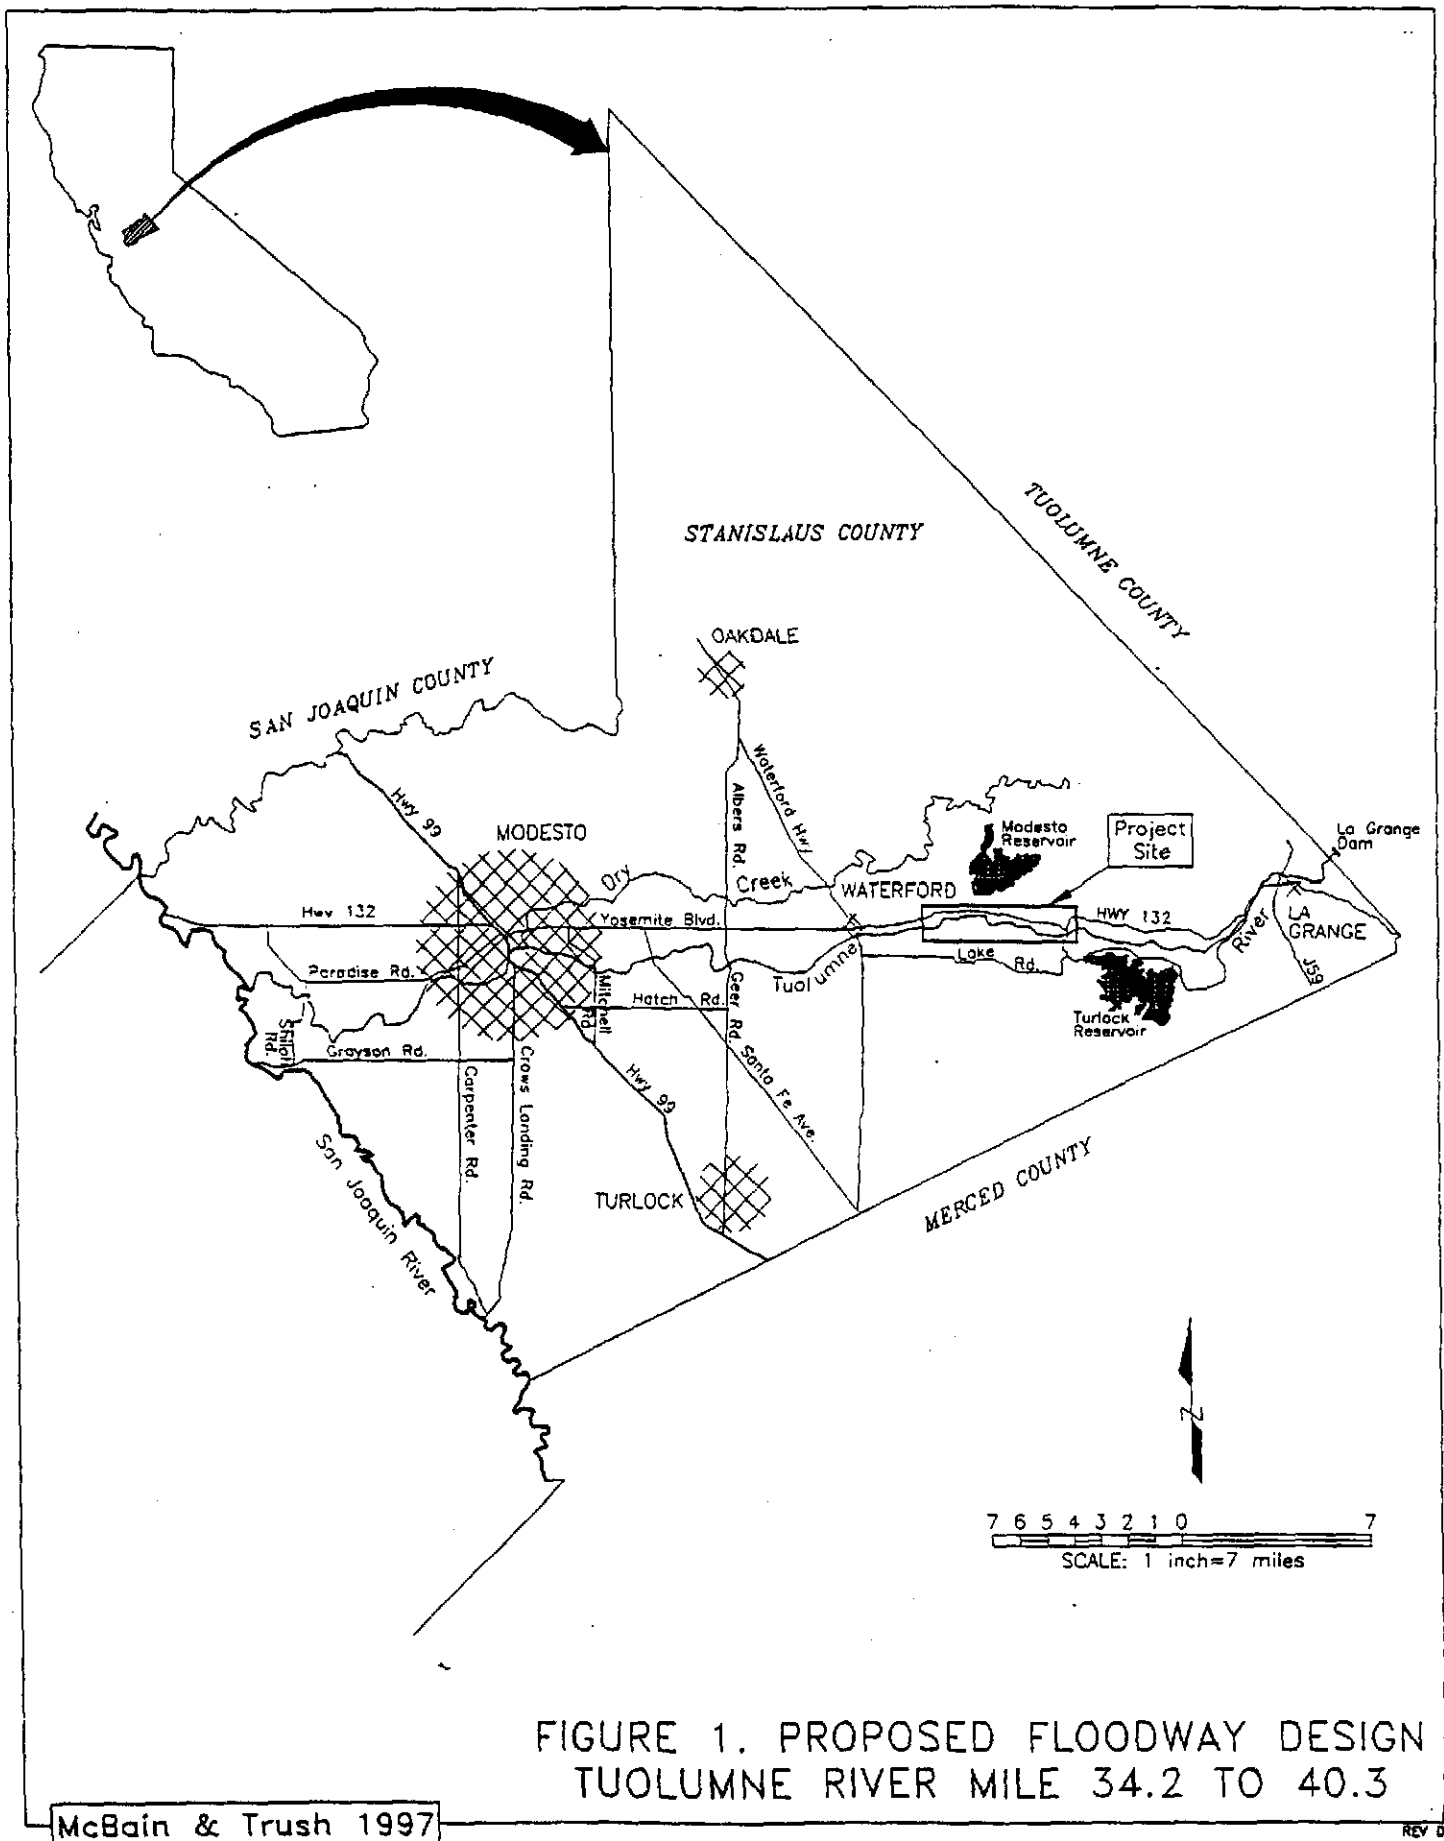 STANISLAUS COUNTY
TUOLUMNE COUNTY
OAKDALE
SAN JOAQUIN COUNTY
Waterford Hwy.
Albers Rd.
Hwy 99
MODESTO
Modesto
Reservoir
Project
Site
La Grange
Dam
Dry
Creek
WATERFORD
Hwy 132
Yosemite Blvd.
HWY 132
LA
GRANGE
River
J59
Paradise Rd.
Tuolumne
Lake Rd.
Mitchell
Rd.
Hatch Rd.
Geer Rd.
Turlock
Reservoir
Shiloh
Rd.
Grayson Rd.
Santa Fe Ave.
Hwy 99
Carpenter Rd.
Crows Landing Rd.
San Joaquin River
TURLOCK
MERCED COUNTY
N
7 6 5 4 3 2 1 0 7
SCALE: 1 inch=7 miles
FIGURE 1. PROPOSED FLOODWAY DESIGN
TUOLUMNE RIVER MILE 34.2 TO 40.3
McBain & Trush 1997
REV D